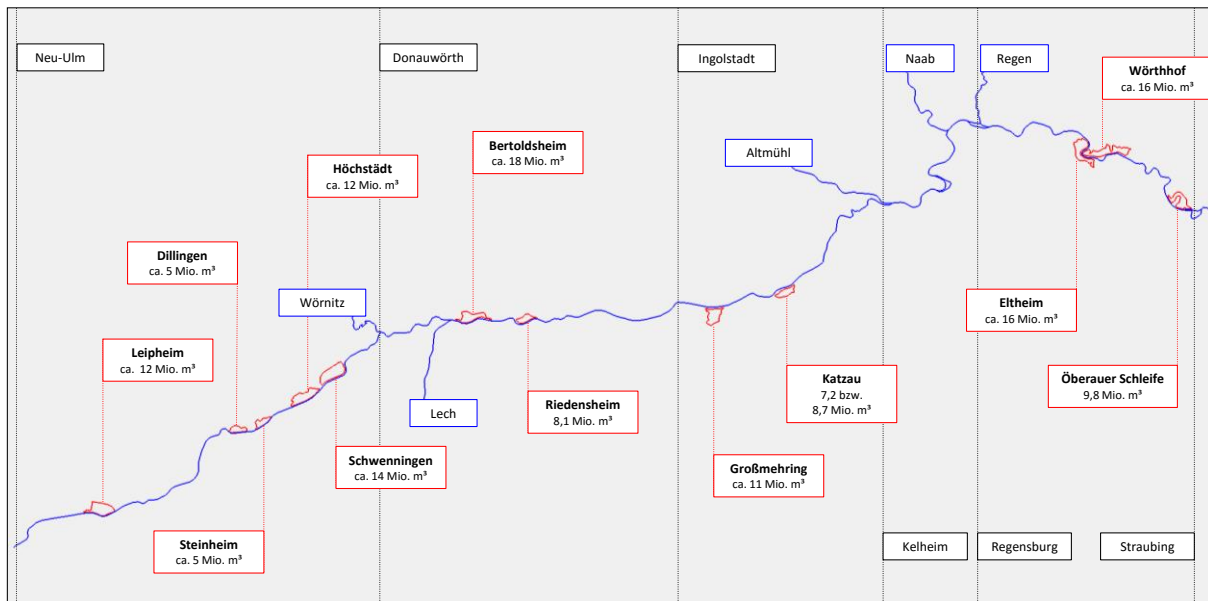 Neu-Ulm
Donauwörth
Ingolstadt
Naab
Regen
Wörthhof
ca. 16 Mio. m³
Bertoldsheim
ca. 18 Mio. m³
Altmühl
Höchstädt
ca. 12 Mio. m³
Dillingen
ca. 5 Mio. m³
Wörnitz
Eltheim
ca. 16 Mio. m³
Leipheim
ca. 12 Mio. m³
Lech
Riedensheim
8,1 Mio. m³
Katzau
7,2 bzw.
8,7 Mio. m³
Öberauer Schleife
9,8 Mio. m³
Schwenningen
ca. 14 Mio. m³
Großmehring
ca. 11 Mio. m³
Steinheim
ca. 5 Mio. m³
Kelheim
Regensburg
Straubing